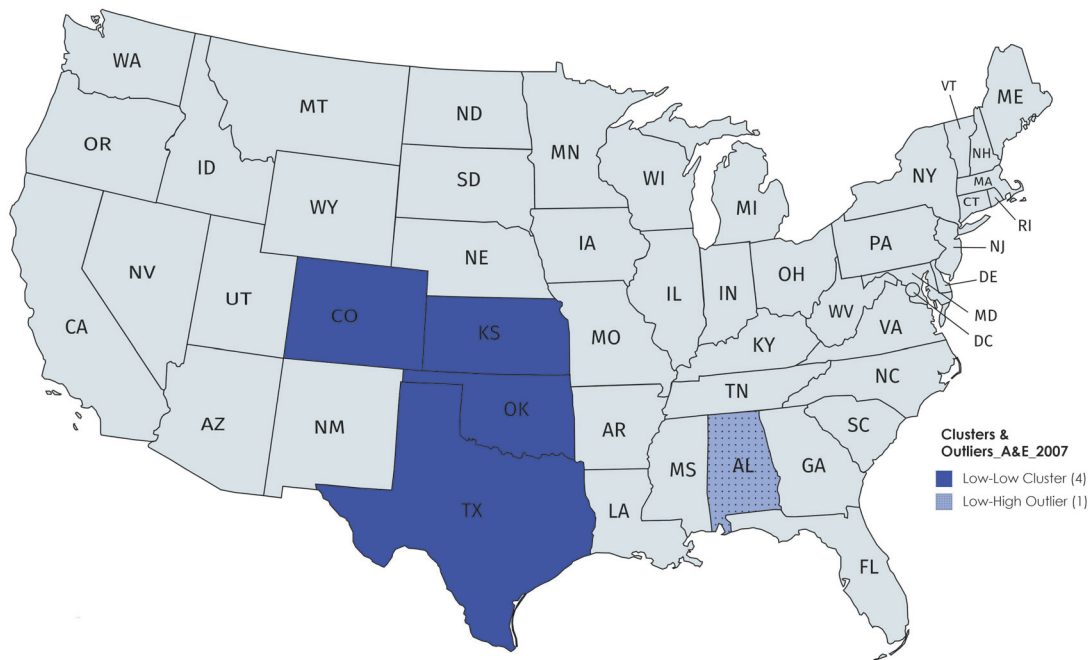 WA
MT
ND
MN
VT
ME
OR
ID
SD
WI
NY
NH
WY
MI
MA
CT
RI
IA
PA
NJ
NE
NV
UT
OH
DE
IL
IN
CO
WV
MD
CA
KS
MO
VA
DC
KY
NC
TN
OK
AZ
NM
AR
SC
MS
AL
GA
TX
LA
FL
Clusters &
Outliers_A&E_2007
Low-Low Cluster (4)
Low-High Outlier (1)